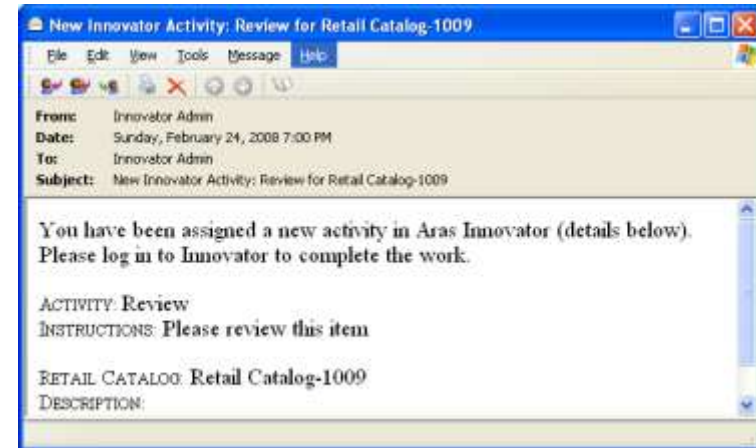 New Innovator Activity: Review for Retail Catalog-1009
File Edit View Tools Message Help
From: Innovator Admin
Date: Sunday, February 24, 2008 7:00 PM
To: Innovator Admin
Subject: New Innovator Activity: Review for Retail Catalog-1009
You have been assigned a new activity in Aras Innovator (details below).
Please log in to Innovator to complete the work.
ACTIVITY: Review
INSTRUCTIONS: Please review this item
RETAIL CATALOG: Retail Catalog-1009
DESCRIPTION: